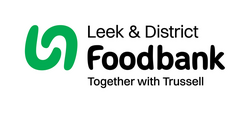 Leek & District
Foodbank
Together with Trussell